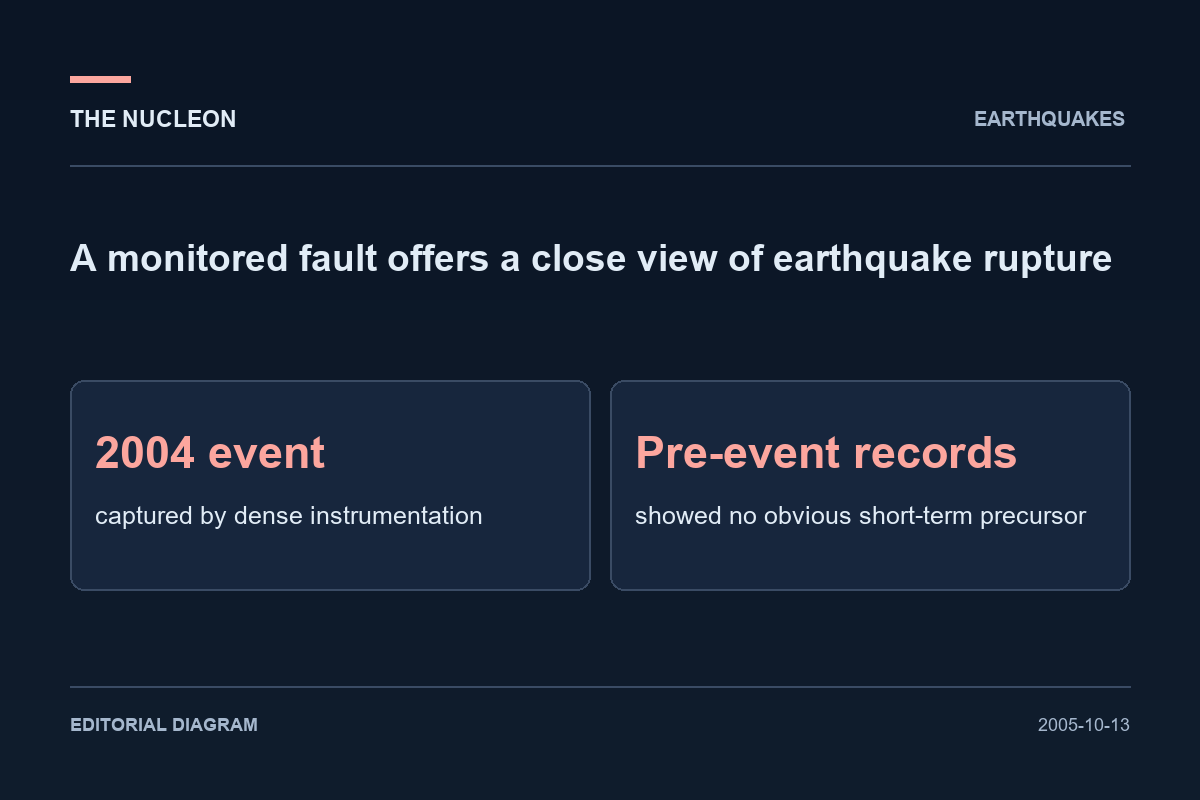 THE NUCLEON
EARTHQUAKES
A monitored fault offers a close view of earthquake rupture
2004 event
captured by dense instrumentation
Pre-event records
showed no obvious short-term precursor
EDITORIAL DIAGRAM
2005-10-13